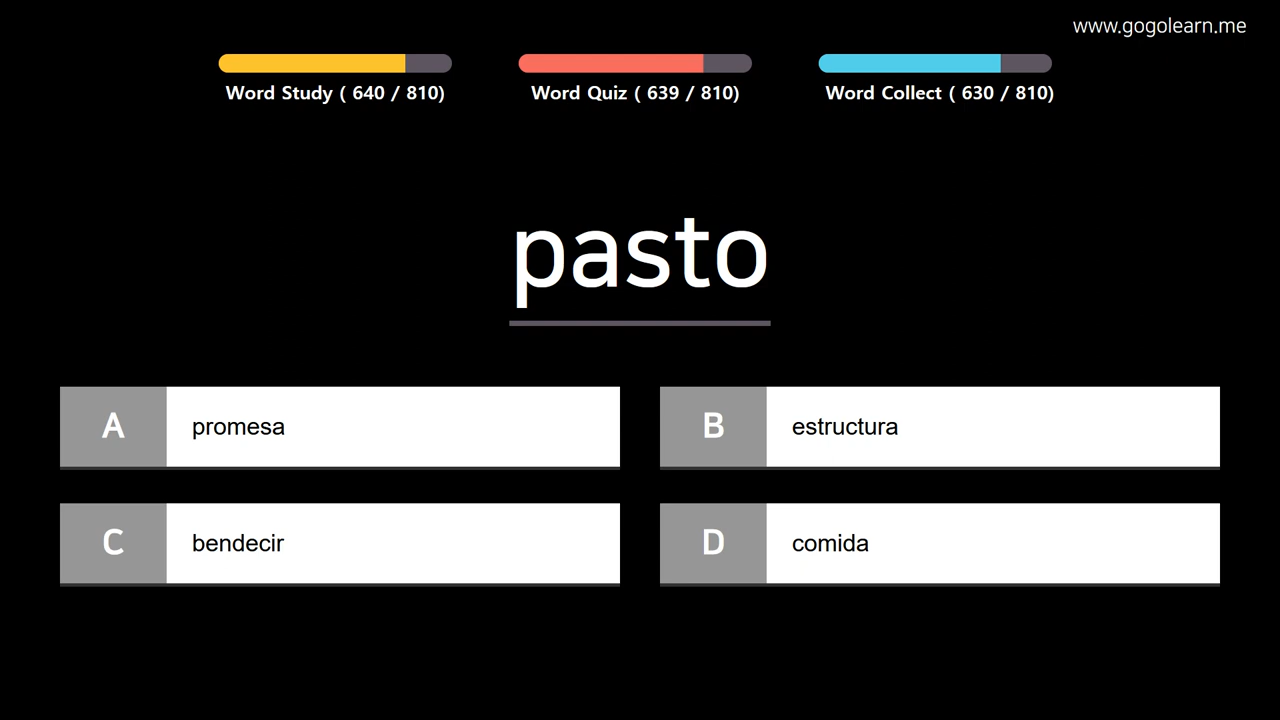 www.gogolearn.me
Word Study ( 640 / 810)
Word Quiz ( 639 / 810)
Word Collect ( 630 / 810)
pasto
A promesa
B estructura
C bendecir
D comida